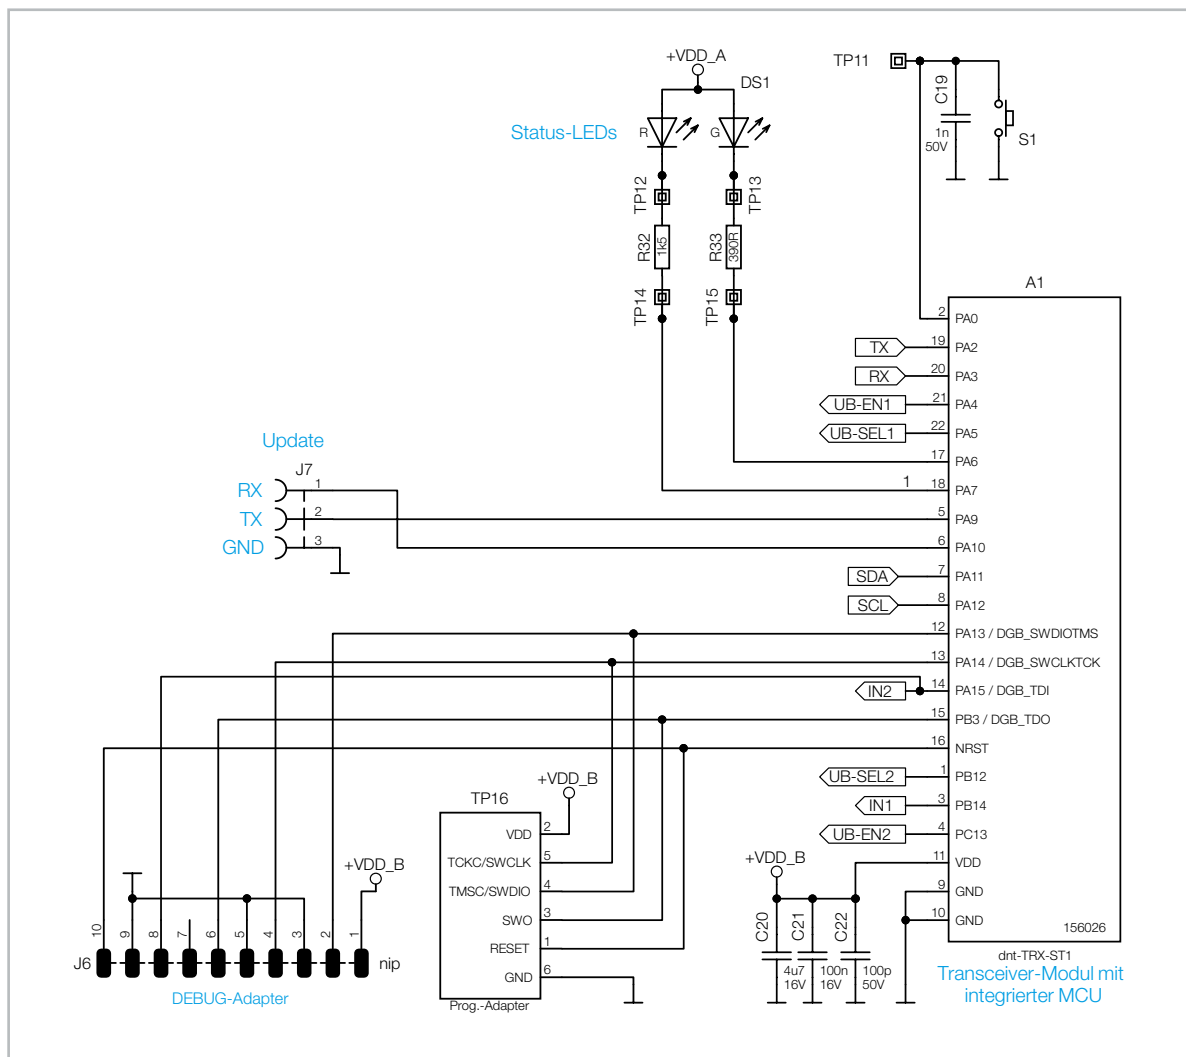 +VDD_A
DS1
TP11
C19
1n
50V
S1
Status-LEDs
R
G
TP12
TP13
R32
1k5
R33
390R
TP14
TP15
A1
2 PA0
TX 19 PA2
RX 20 PA3
UB-EN1 21 PA4
UB-SEL1 22 PA5
17 PA6
1 18 PA7
5 PA9
6 PA10
SDA 7 PA11
SCL 8 PA12
12 PA13 / DGB_SWDIOTMS
13 PA14 / DGB_SWCLKTCK
IN2 14 PA15 / DGB_TDI
15 PB3 / DGB_TDO
16 NRST
UB-SEL2 1 PB12
IN1 3 PB14
UB-EN2 4 PC13
11 VDD
9 GND
10 GND
156026
dnt-TRX-ST1
Transceiver-Modul mit
integrierter MCU
Update
J7
RX 1
TX 2
GND 3
+VDD_B
TP16
VDD 2
TCKC/SWCLK 5
TMSC/SWDIO 4
SWO 3
RESET 1
GND 6
Prog.-Adapter
+VDD_B
10 9 8 7 6 5 4 3 2 1
J6
nip
DEBUG-Adapter
+VDD_B
C20
4u7
16V
C21
100n
16V
C22
100p
50V